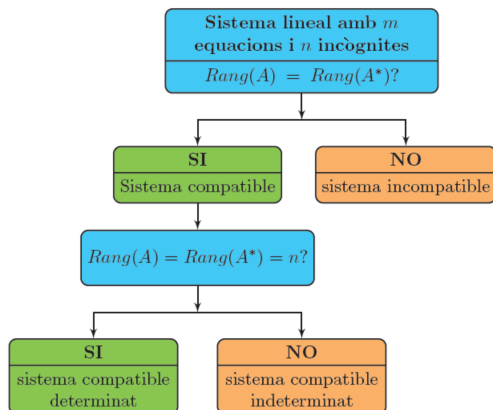 Sistema lineal amb m
equacions i n incògnites
Rang(A) = Rang(A*)?
SI
Sistema compatible
NO
sistema incompatible
Rang(A) = Rang(A*) = n?
SI
sistema compatible
determinat
NO
sistema compatible
indeterminat